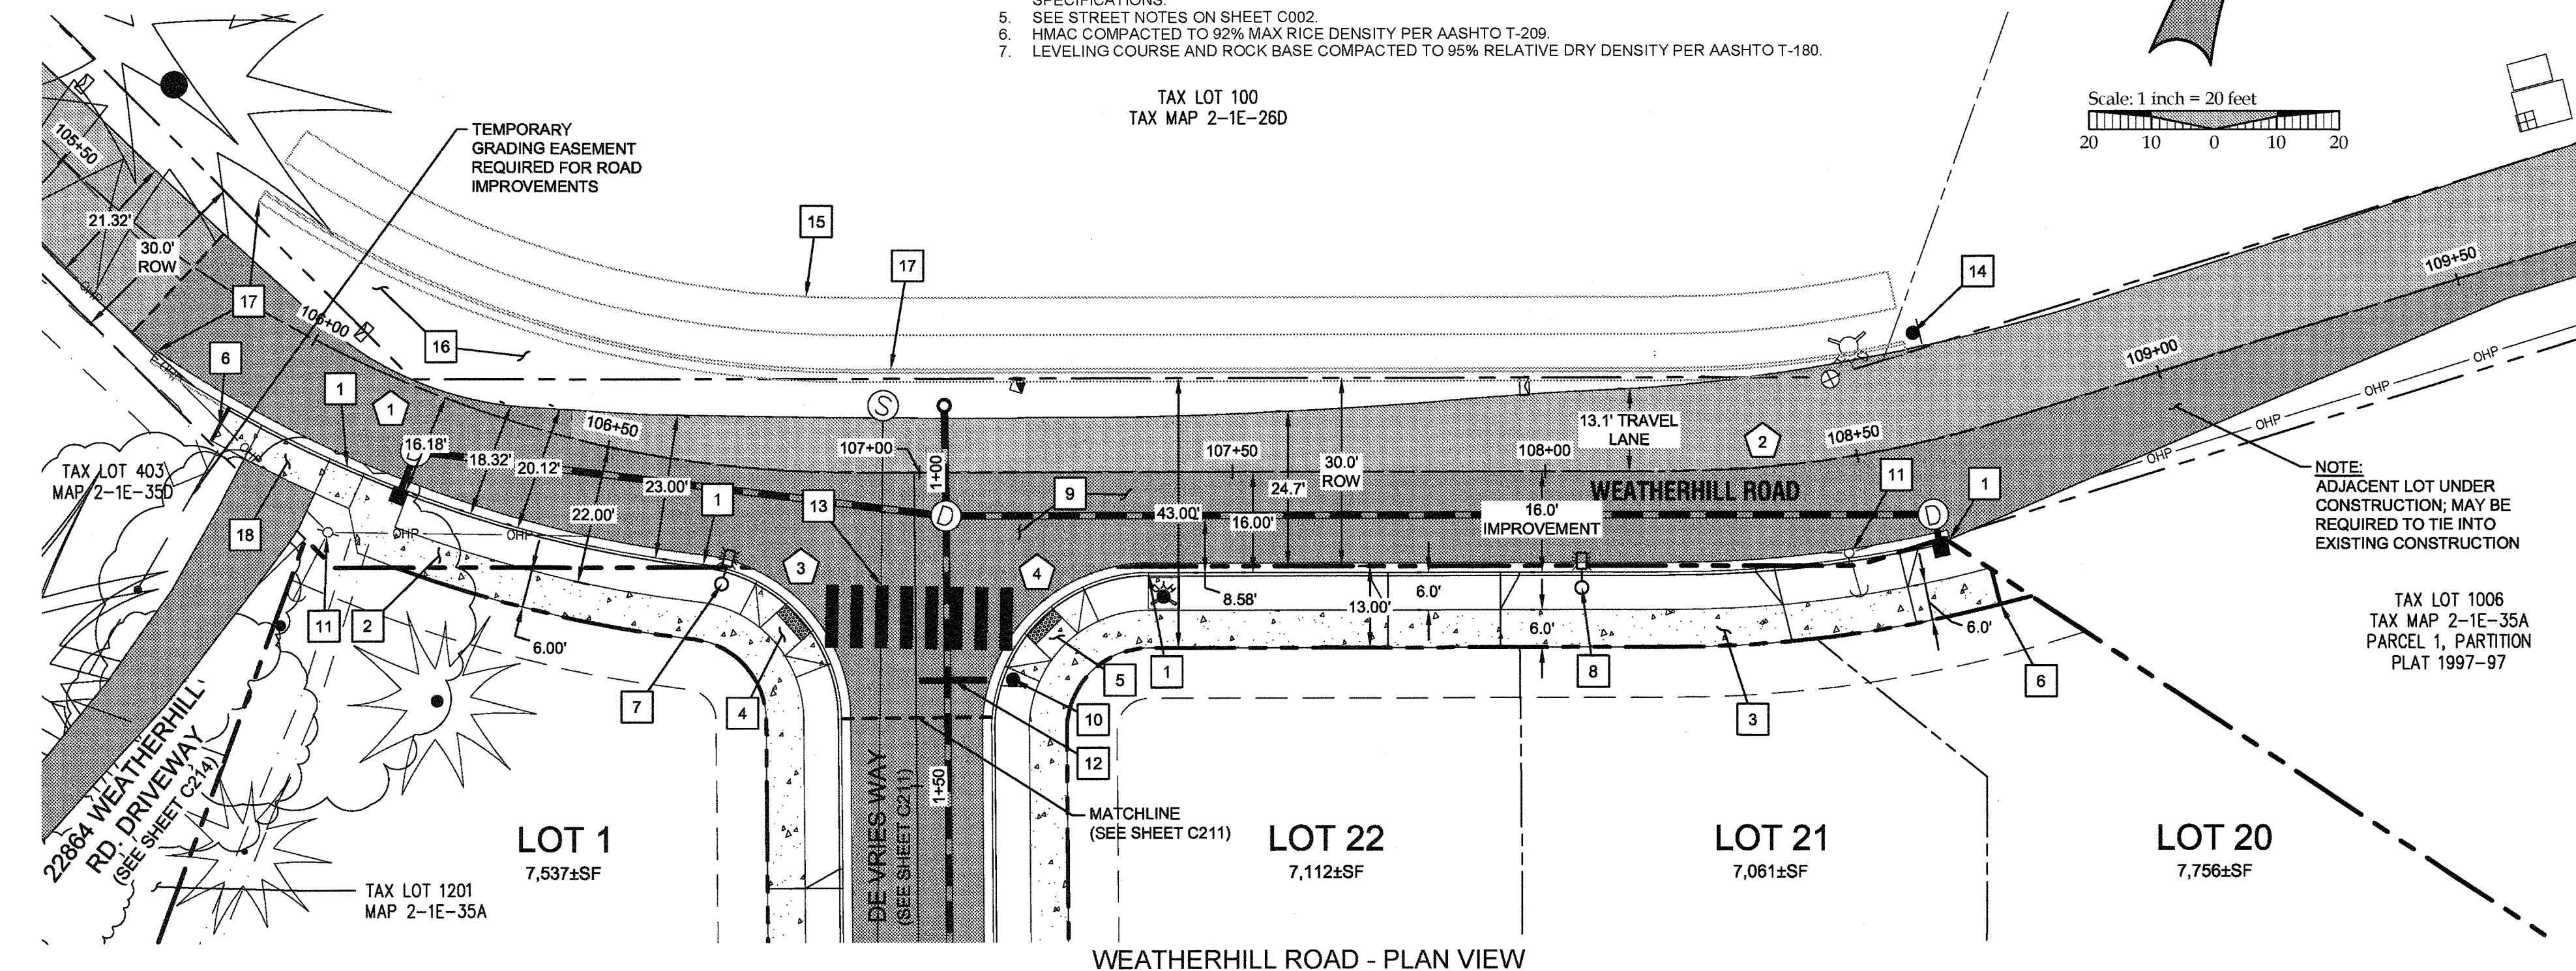 SPECIFICATIONS.
5. SEE STREET NOTES ON SHEET C002.
6. HMAC COMPACTED TO 92% MAX RICE DENSITY PER AASHTO T-209.
7. LEVELING COURSE AND ROCK BASE COMPACTED TO 95% RELATIVE DRY DENSITY PER AASHTO T-180.
TAX LOT 100
TAX MAP 2-1E-26D
Scale: 1 inch = 20 feet
20 10 0 10 20
TEMPORARY
GRADING EASEMENT
REQUIRED FOR ROAD
IMPROVEMENTS
105+50
21.32'
30.0'
ROW
OHP
17
106+00
16
15
17
14
109+50
6
OHP
1
1
16.18'
18.32'
20.12'
106+50
23.00'
22.00'
1
13
107+00
S
1+00
D
9
107+50
43.00'
16.00'
24.7'
30.0'
ROW
108+00
13.1' TRAVEL
LANE
2
108+50
109+00
OHP
OHP
OHP
WEATHERHILL ROAD
16.0'
IMPROVEMENT
11
1
D
NOTE:
ADJACENT LOT UNDER
CONSTRUCTION; MAY BE
REQUIRED TO TIE INTO
EXISTING CONSTRUCTION
TAX LOT 403
MAP 2-1E-35D
OHP
18
OHP
OHP
11
2
6.00'
3
4
8.58'
13.00'
6.0'
6.0'
6.0'
7
4
5
1
8
3
6
10
12
TAX LOT 1006
TAX MAP 2-1E-35A
PARCEL 1, PARTITION
PLAT 1997-97
22864 WEATHERHILL
RD. DRIVEWAY
(SEE SHEET C214)
DE VRIES WAY
(SEE SHEET C211)
1+50
MATCHLINE
(SEE SHEET C211)
LOT 1
7,537±SF
LOT 22
7,112±SF
LOT 21
7,061±SF
LOT 20
7,756±SF
TAX LOT 1201
MAP 2-1E-35A
WEATHERHILL ROAD - PLAN VIEW